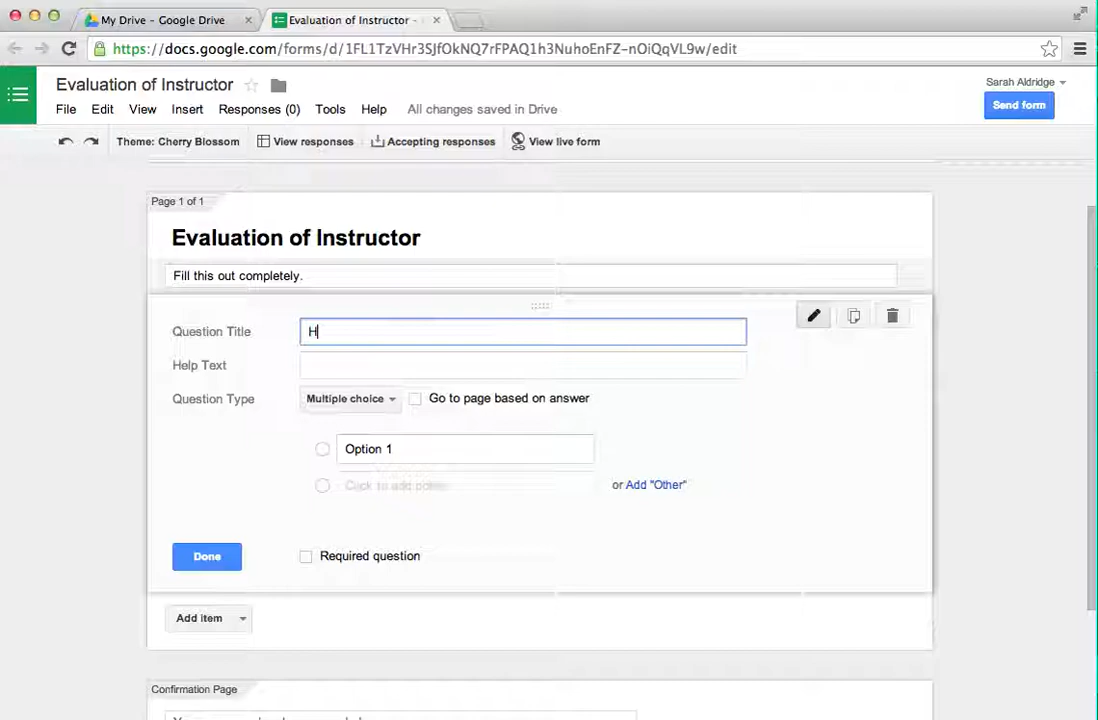 My Drive – Google Drive
Evaluation of Instructor –
https://docs.google.com/forms/d/1FL1TzVHr3SJfOkNQ7rFPAQ1h3NuhoEnFZ-nOiQqVL9w/edit
Evaluation of Instructor
Sarah Aldridge
File Edit View Insert Responses (0) Tools Help All changes saved in Drive
Send form
Theme: Cherry Blossom View responses Accepting responses View live form
Page 1 of 1
Evaluation of Instructor
Fill this out completely.
Question Title H
Help Text
Question Type Multiple choice Go to page based on answer
Option 1
Click to add option or Add "Other"
Done Required question
Add item
Confirmation Page